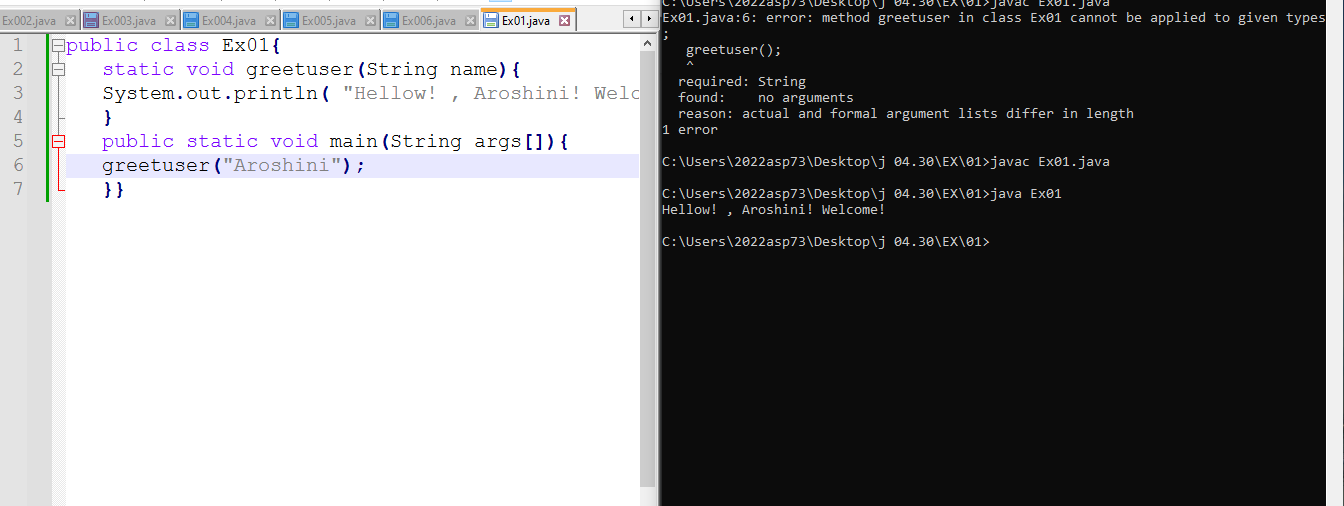 Ex002.java Ex003.java Ex004.java Ex005.java Ex006.java Ex01.java
1 public class Ex01{
2 static void greetuser(String name){
3 System.out.println( "Hellow! , Aroshini! Welc
4 }
5 public static void main(String args[]){
6 greetuser("Aroshini");
7 }}
C:\Users\2022asp73\Desktop\j 04.30\EX\01>javac Ex01.java
Ex01.java:6: error: method greetuser in class Ex01 cannot be applied to given types
;
greetuser();
^
required: String
found: no arguments
reason: actual and formal argument lists differ in length
1 error
C:\Users\2022asp73\Desktop\j 04.30\EX\01>javac Ex01.java
C:\Users\2022asp73\Desktop\j 04.30\EX\01>java Ex01
Hellow! , Aroshini! Welcome!
C:\Users\2022asp73\Desktop\j 04.30\EX\01>